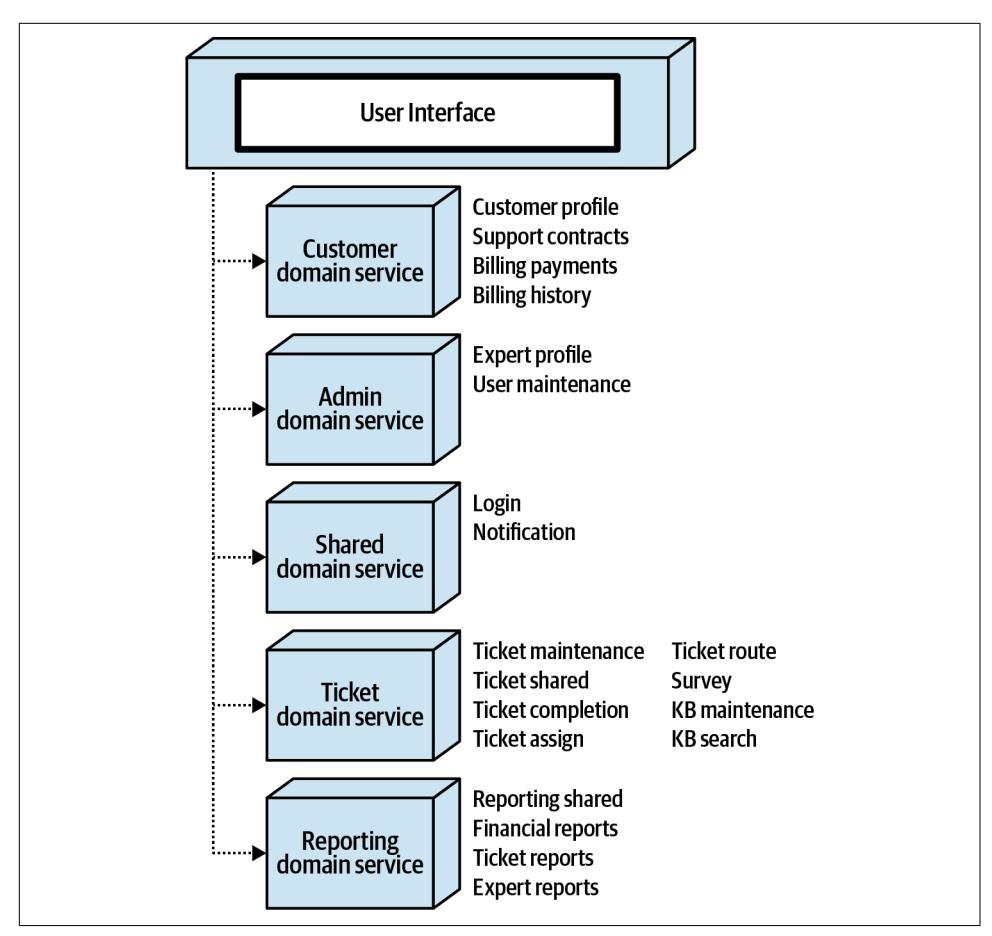 User Interface
Customer
domain service
Customer profile
Support contracts
Billing payments
Billing history
Admin
domain service
Expert profile
User maintenance
Shared
domain service
Login
Notification
Ticket
domain service
Ticket maintenance
Ticket shared
Ticket completion
Ticket assign
Ticket route
Survey
KB maintenance
KB search
Reporting
domain service
Reporting shared
Financial reports
Ticket reports
Expert reports